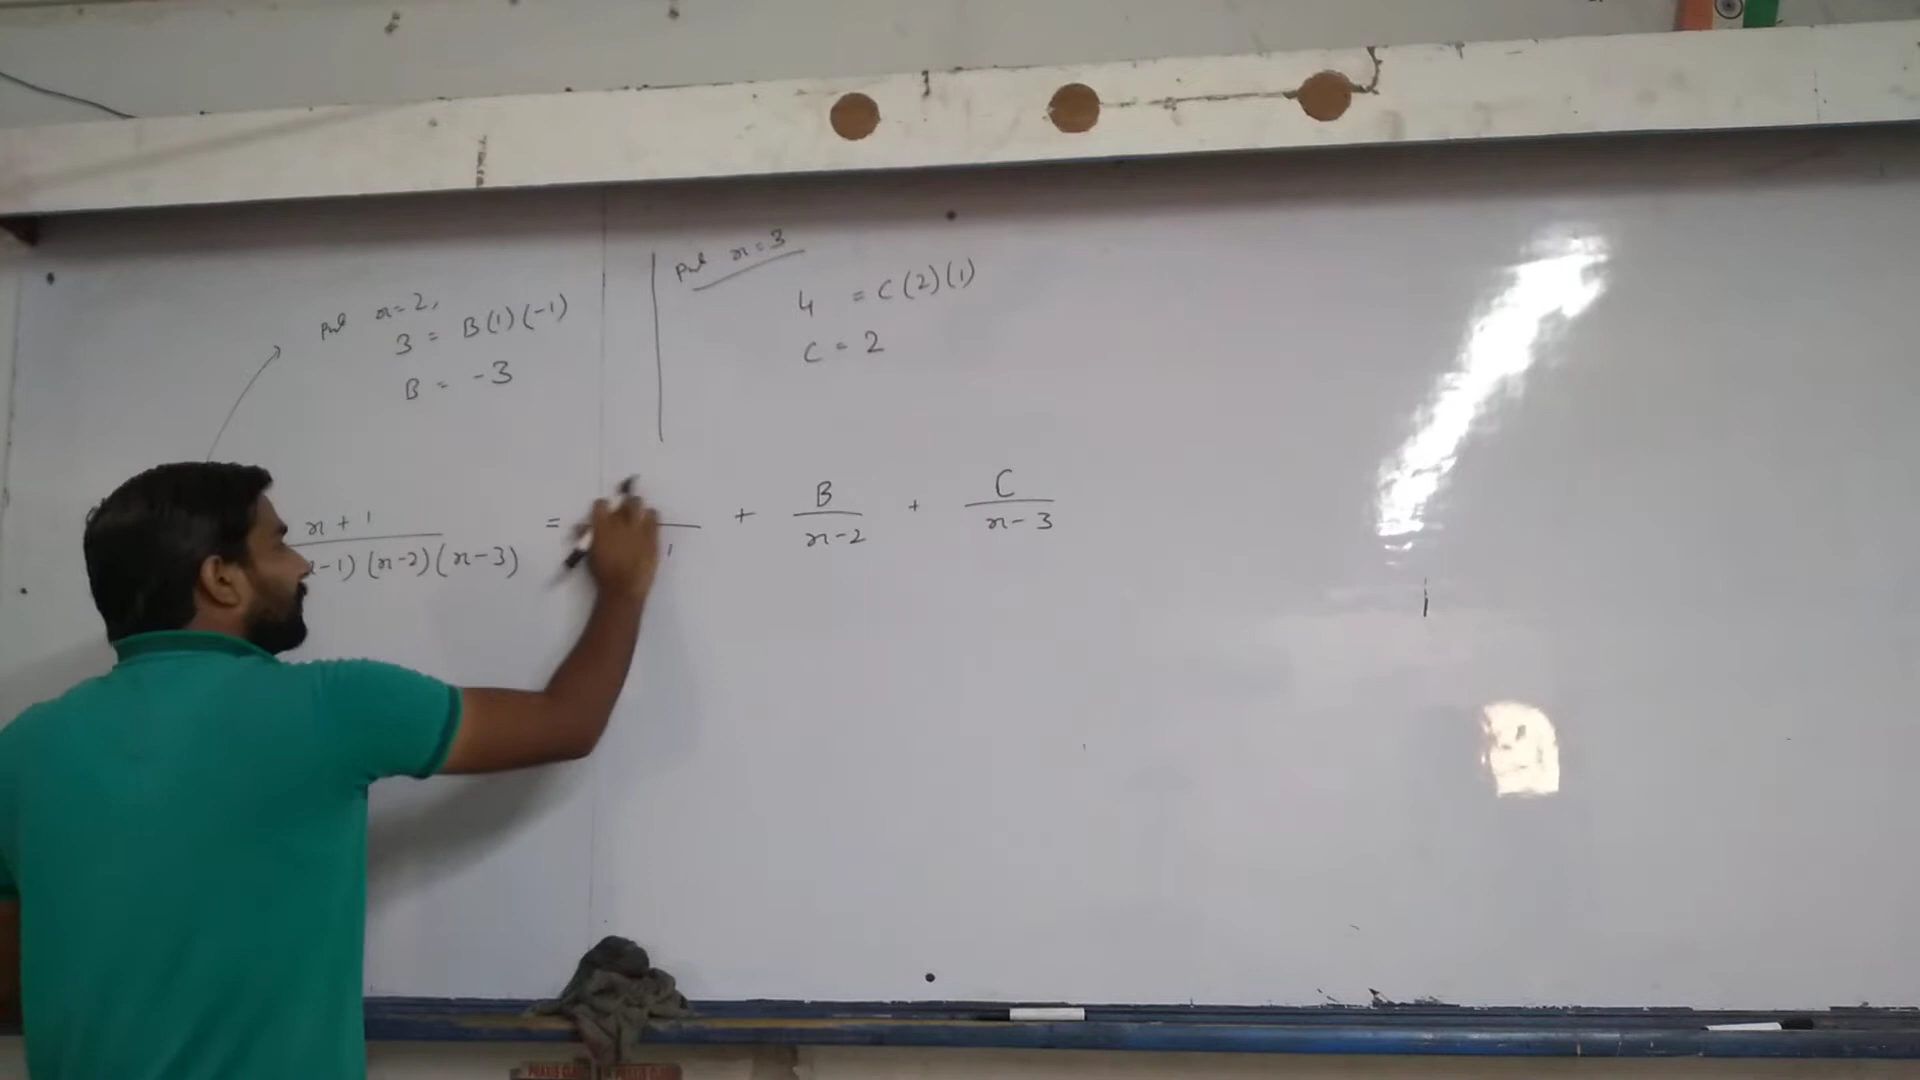 Put x = 2,
3 = B(1)(-1)
B = -3
Put x = 3
4 = C(2)(1)
C = 2
x + 1
x-1)(x-2)(x-3)
= + B + C
x-2 x-3